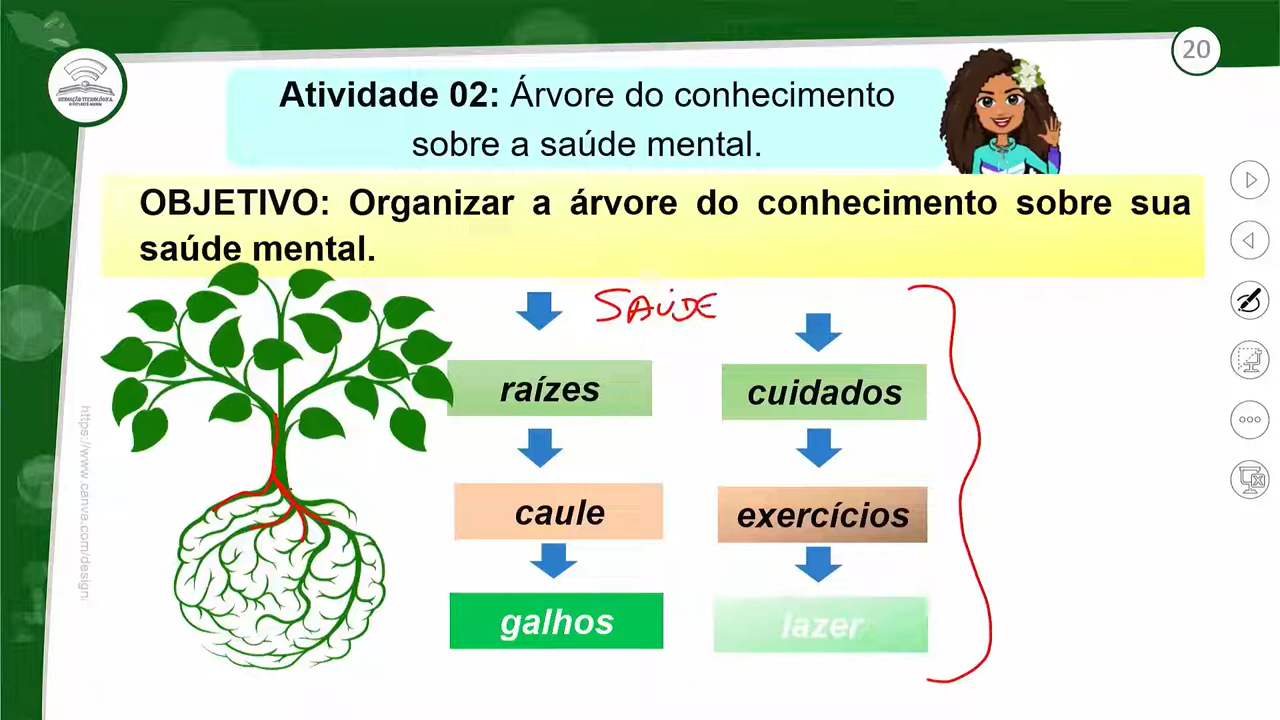 20
Atividade 02: Árvore do conhecimento
sobre a saúde mental.
OBJETIVO: Organizar a árvore do conhecimento sobre sua
saúde mental.
SAÚDE
raízes
cuidados
caule
exercícios
galhos
lazer
https://www.canva.com/design/